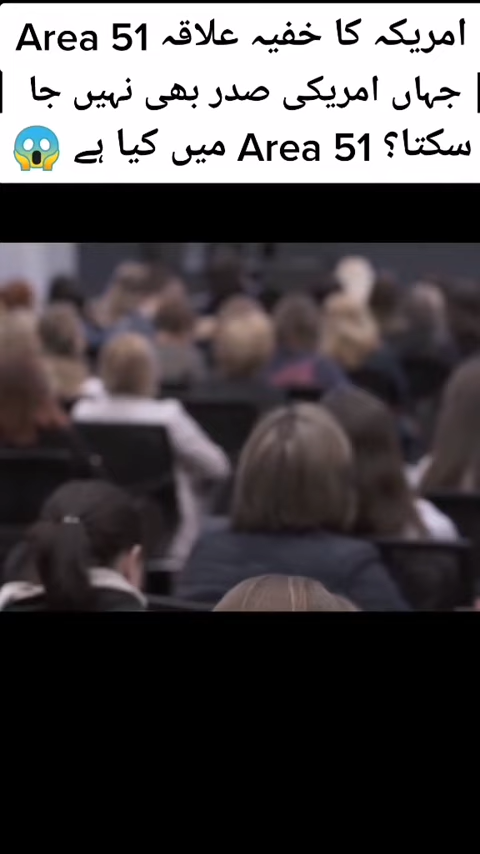 امریکہ کا خفیہ علاقہ Area 51
| جہاں امریکی صدر بھی نہیں جا |
سکتا؟ Area 51 میں کیا ہے 😱